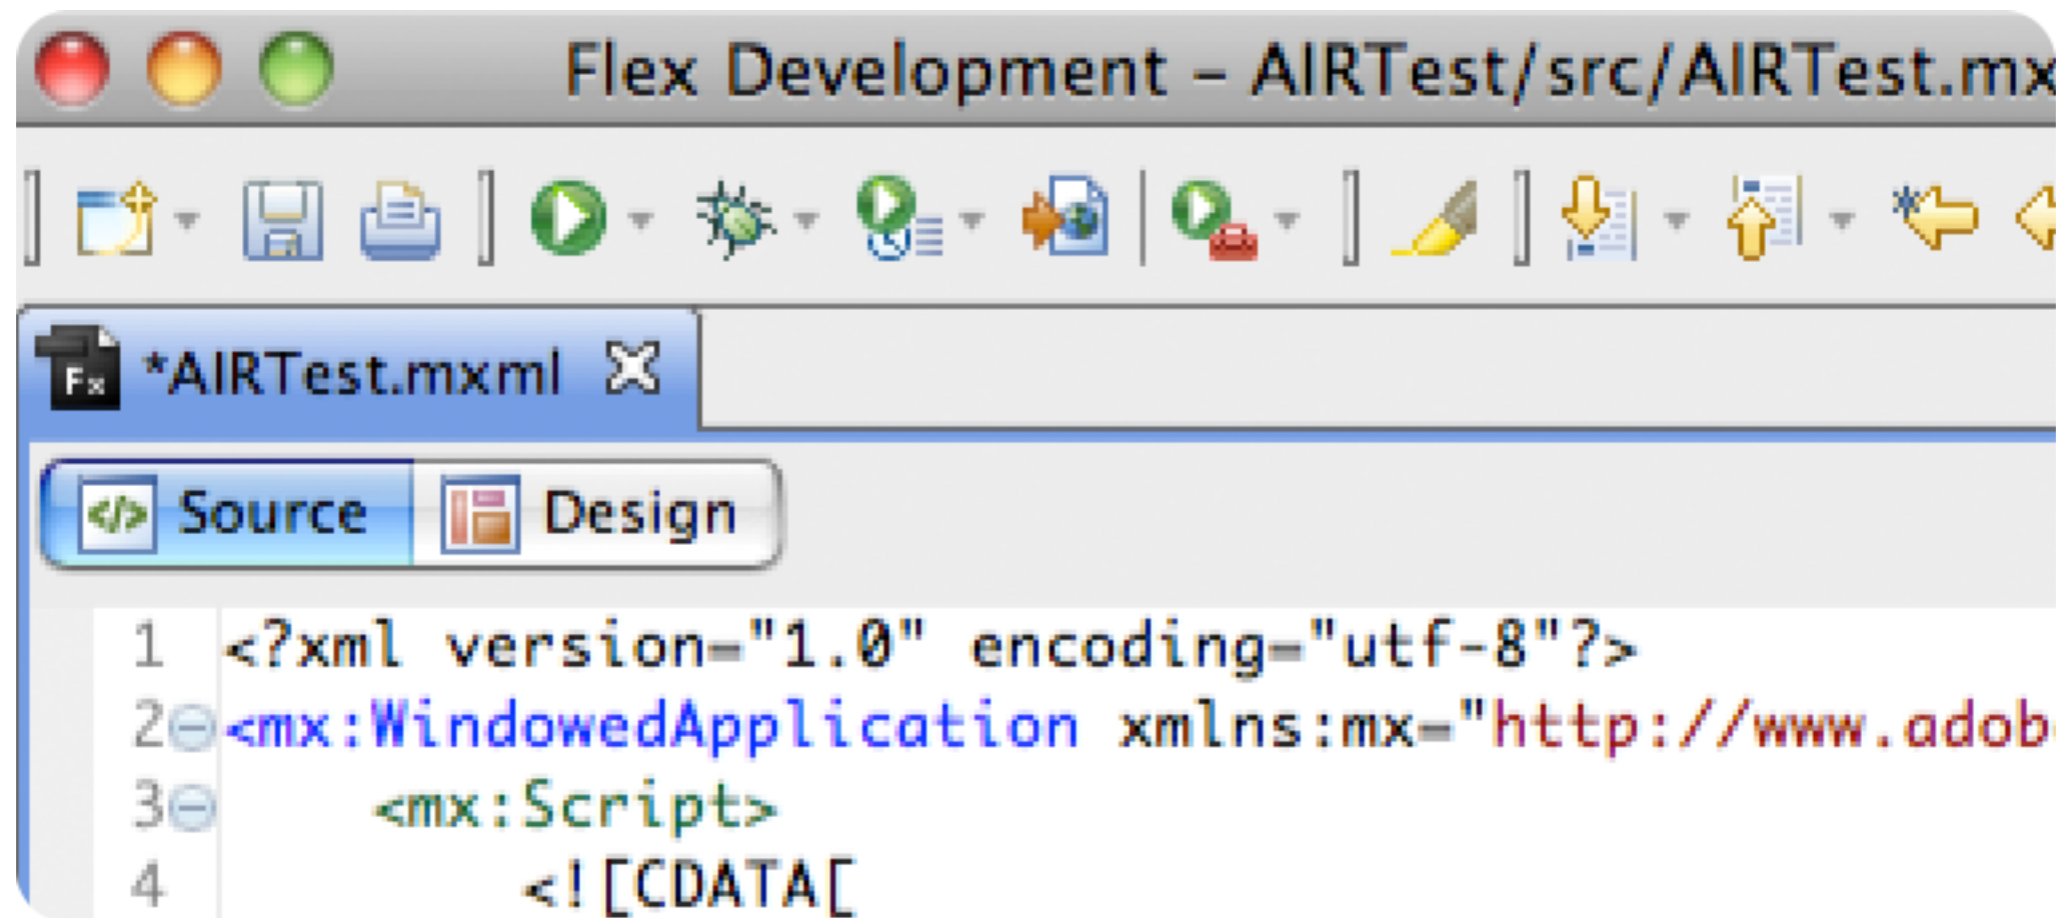 Flex Development – AIRTest/src/AIRTest.mx
Fx *AIRTest.mxml
</> Source Design
1 <?xml version="1.0" encoding="utf-8"?>
2 <mx:WindowedApplication xmlns:mx="http://www.adob
3 <mx:Script>
4 <![CDATA[